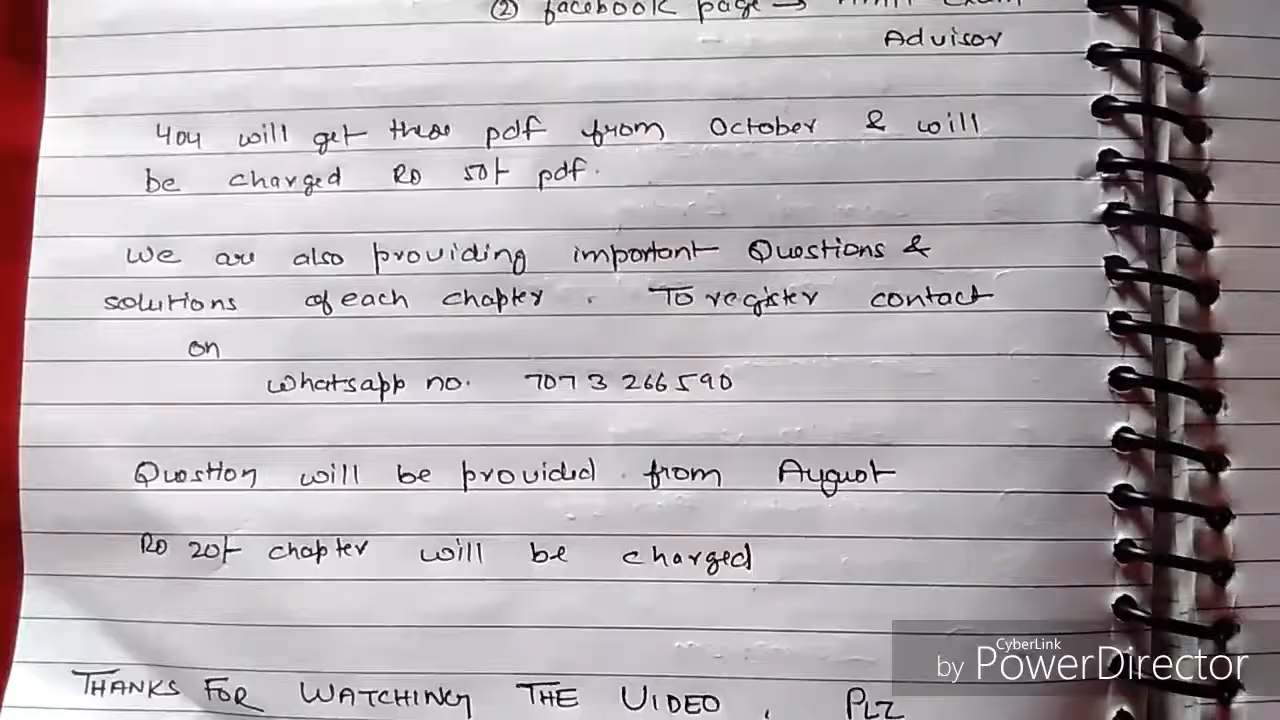 ② facebook page → Exam
Advisor
You will get these pdf from October & will
be charged Rs 50/- pdf.
We are also providing important Questions &
solutions of each chapter. To register contact
on
Whatsapp no. 7073266590
Question will be provided from August
Rs 20/- chapter will be charged
THANKS FOR WATCHING THE VIDEO. PLZ
CyberLink
by PowerDirector